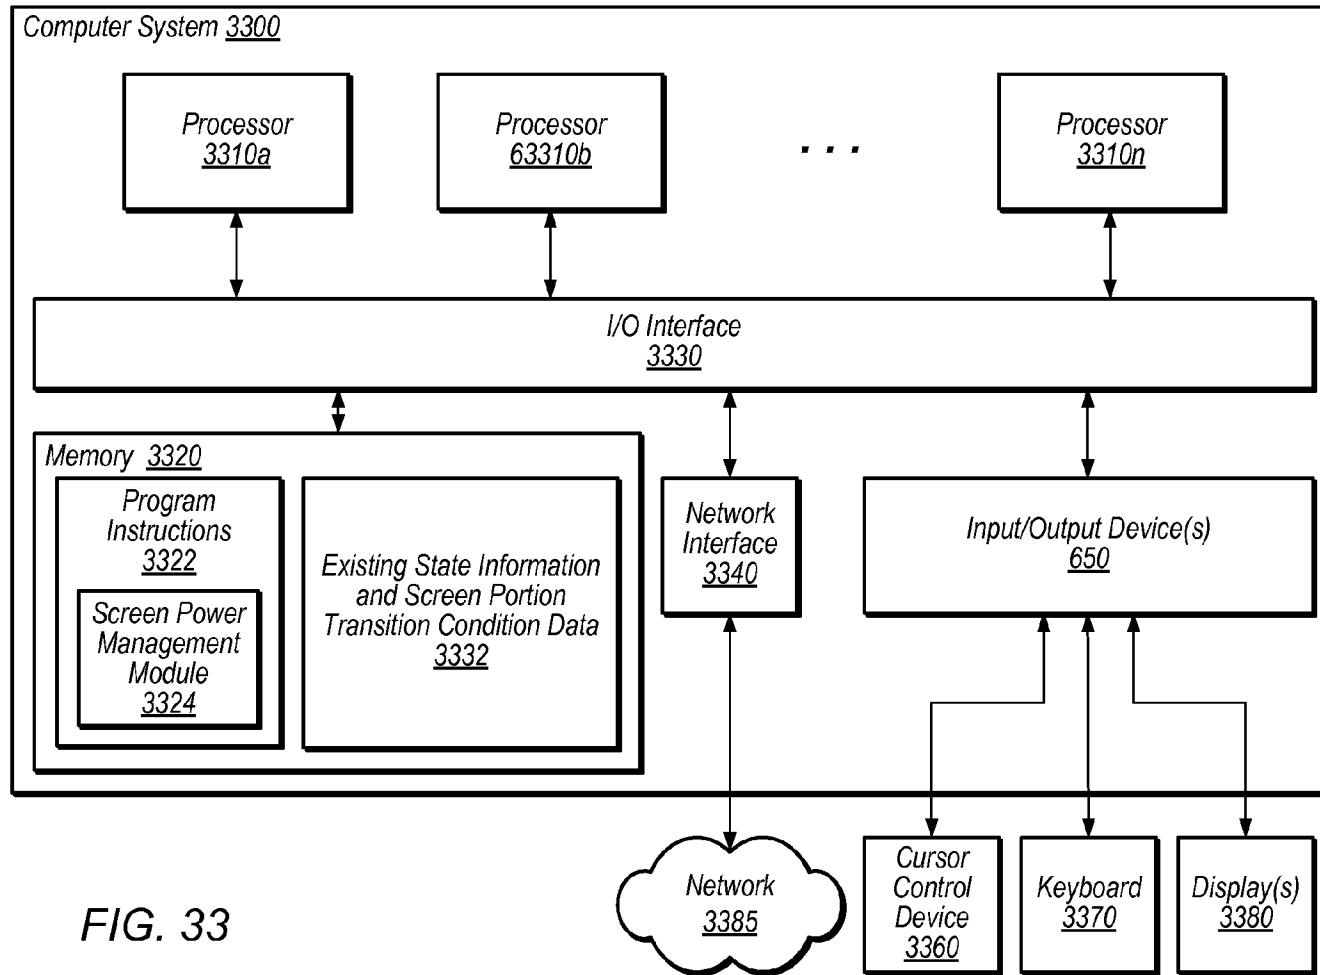 Computer System 3300
Processor
3310a
Processor
63310b
. . .
Processor
3310n
I/O Interface
3330
Memory 3320
Program
Instructions
3322
Screen Power
Management
Module
3324
Existing State Information
and Screen Portion
Transition Condition Data
3332
Network
Interface
3340
Input/Output Device(s)
650
Network
3385
Cursor
Control
Device
3360
Keyboard
3370
Display(s)
3380
FIG. 33